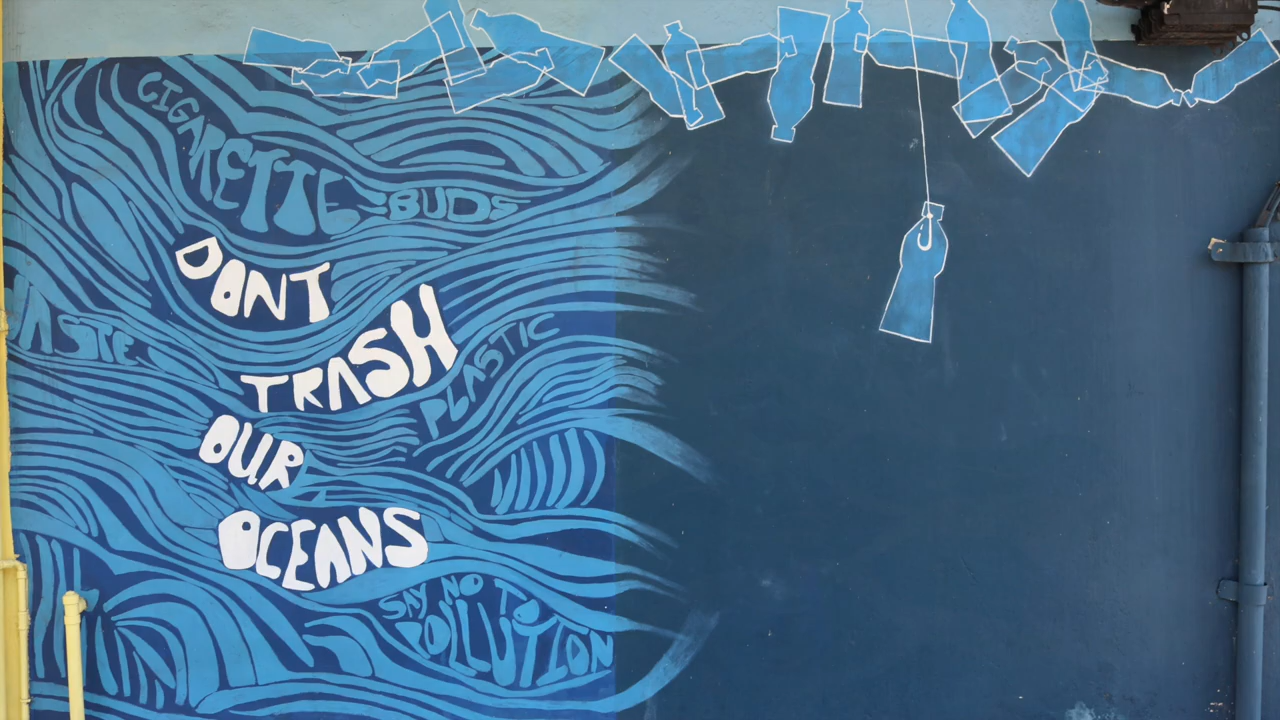 CIGARETTE
BUDS
DONT
TRASH
WASTE
PLASTIC
OUR
OCEANS
SAY NO TO
POLLUTION